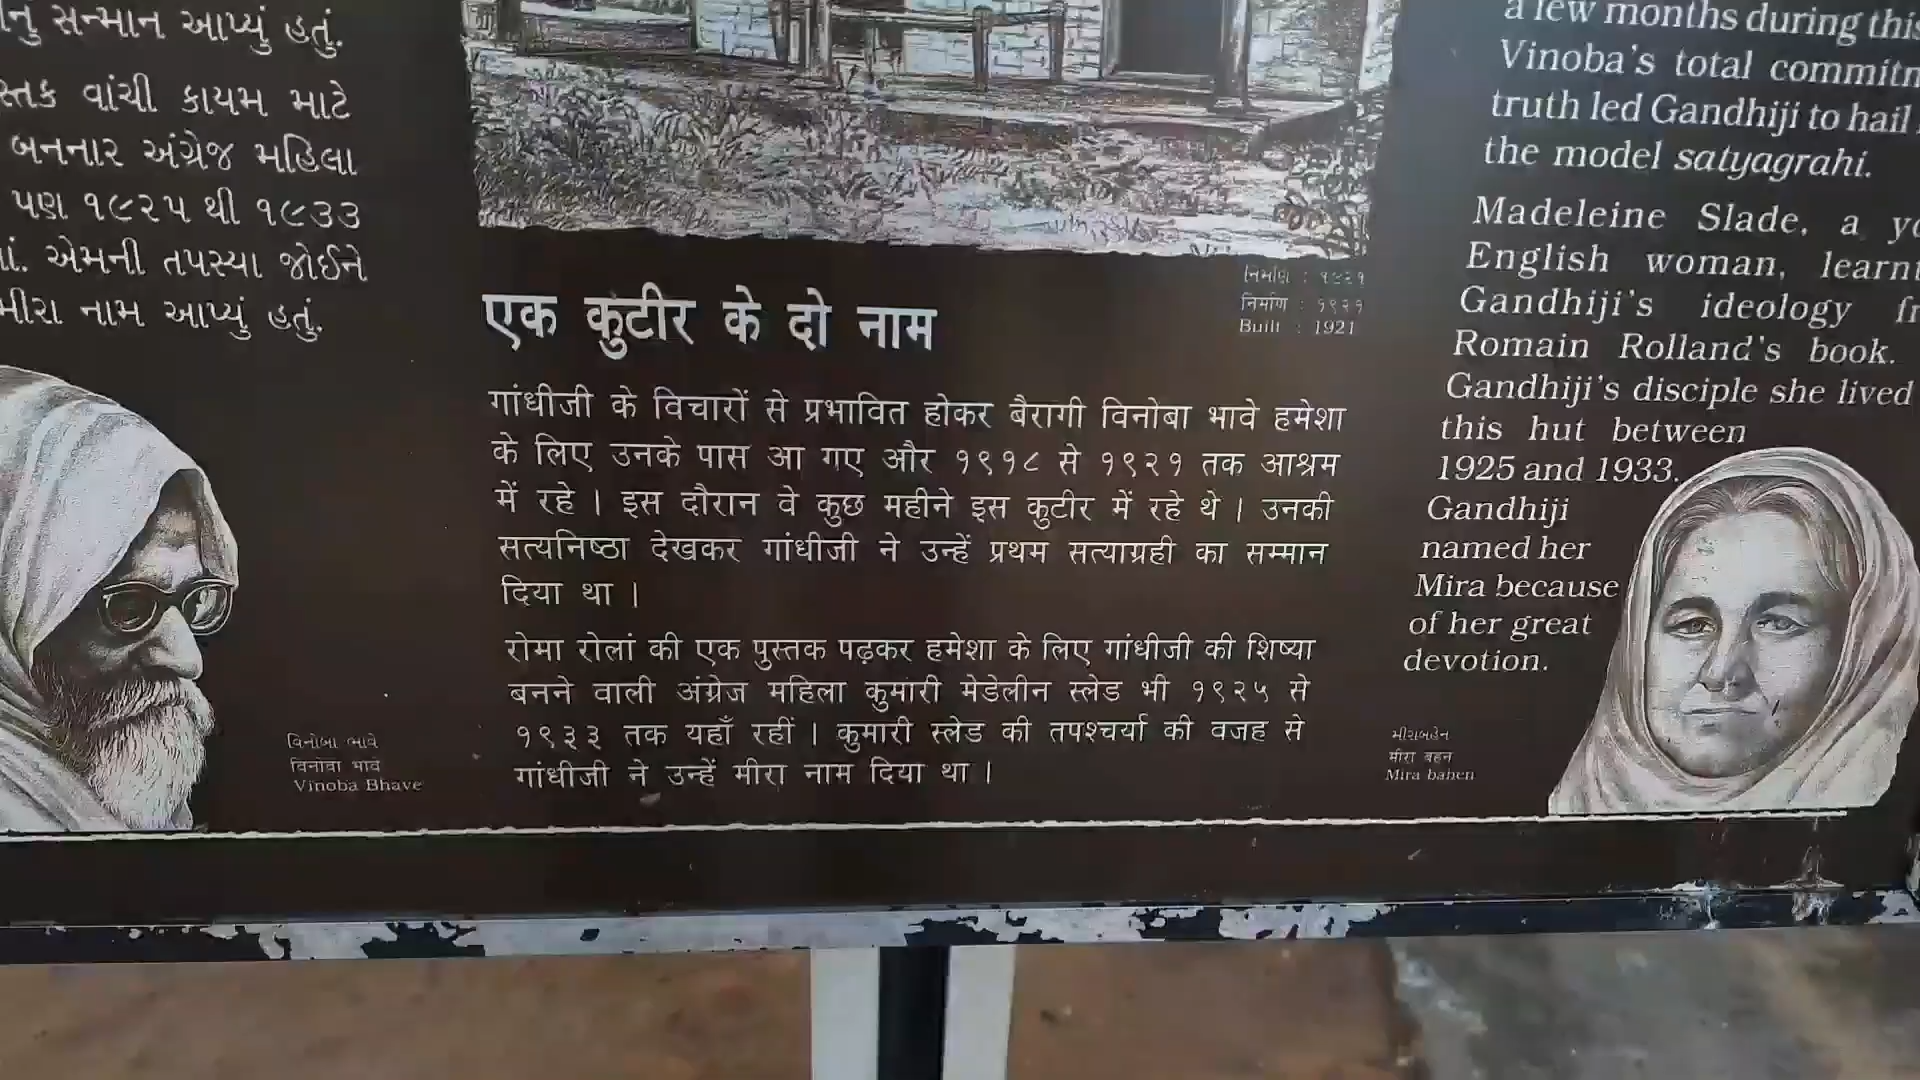 સન્માન આપ્યું હતું.
વાંચી કાયમ માટે
બનનાર અંગ્રેજ મહિલા
પણ ૧૯૨૫ થી ૧૯૩૩
એમની તપસ્યા જોઈને
મીરા નામ આપ્યું હતું.
વિનોબા ભાવે
विनोबा भावे
Vinoba Bhave
નિર્માણ : ૧૯૨૧
निर्माण : १९२१
Built : 1921
एक कुटीर के दो नाम
गांधीजी के विचारों से प्रभावित होकर बैरागी विनोबा भावे हमेशा
के लिए उनके पास आ गए और १९१८ से १९२१ तक आश्रम
में रहे । इस दौरान वे कुछ महीने इस कुटीर में रहे थे । उनकी
सत्यनिष्ठा देखकर गांधीजी ने उन्हें प्रथम सत्याग्रही का सम्मान
दिया था ।
रोमा रोलां की एक पुस्तक पढ़कर हमेशा के लिए गांधीजी की शिष्या
बनने वाली अंग्रेज महिला कुमारी मेडेलीन स्लेड भी १९२५ से
१९३३ तक यहाँ रहीं । कुमारी स्लेड की तपश्चर्या की वजह से
गांधीजी ने उन्हें मीरा नाम दिया था ।
a few months during this
Vinoba's total
truth led Gandhiji to hail
the model satyagrahi.
Madeleine Slade, a
English woman,
Gandhiji's ideology
Romain Rolland's book.
Gandhiji's disciple she lived
this hut between
1925 and 1933.
Gandhiji
named her
Mira because
of her great
devotion.
મીરાંબહેન
मीरा बहन
Mira bahen